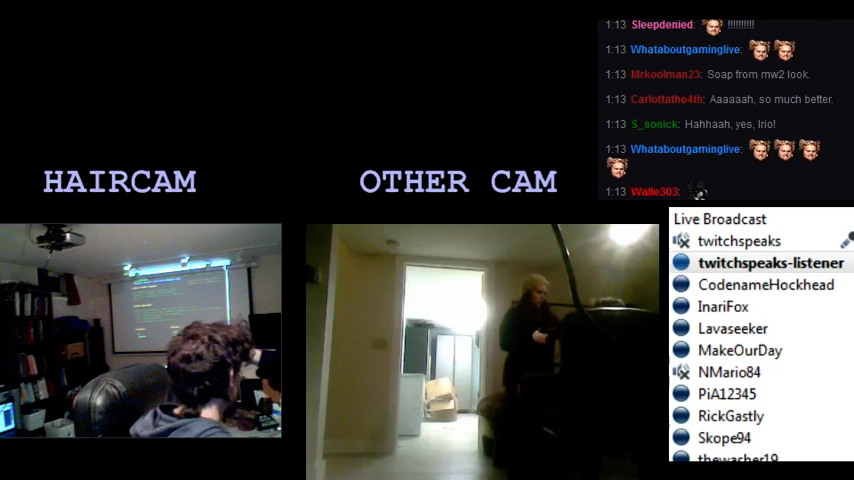 1:13 Sleepdenied: !!!!!!!!!!
1:13 Whataboutgaminglive:
1:13 Mrkoolman23: Soap from mw2 look.
1:13 Carlottathe4th: Aaaaaah, so much better.
1:13 S_sonick: Hahhaah, yes, Irio!
1:13 Whataboutgaminglive:
1:13 Walle303:
HAIRCAM
OTHER CAM
Live Broadcast
twitchspeaks
twitchspeaks-listener
CodenameHockhead
InariFox
Lavaseeker
MakeOurDay
NMario84
PiA12345
RickGastly
Skope94
thewasher19